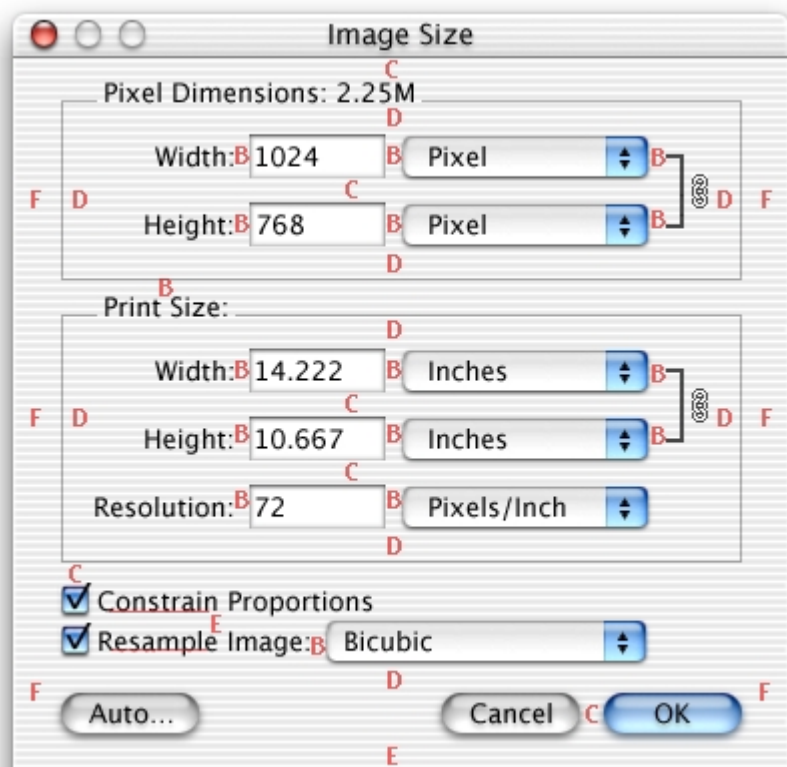 Image Size
C
Pixel Dimensions: 2.25M
D
Width: B 1024 B Pixel B
F D C D F
Height: B 768 B Pixel B
D
B
Print Size:
D
Width: B 14.222 B Inches B
F D C D F
Height: B 10.667 B Inches B
C
Resolution: B 72 B Pixels/Inch
D
C
Constrain Proportions
E
Resample Image: B Bicubic
F D F
Auto... Cancel C OK
E